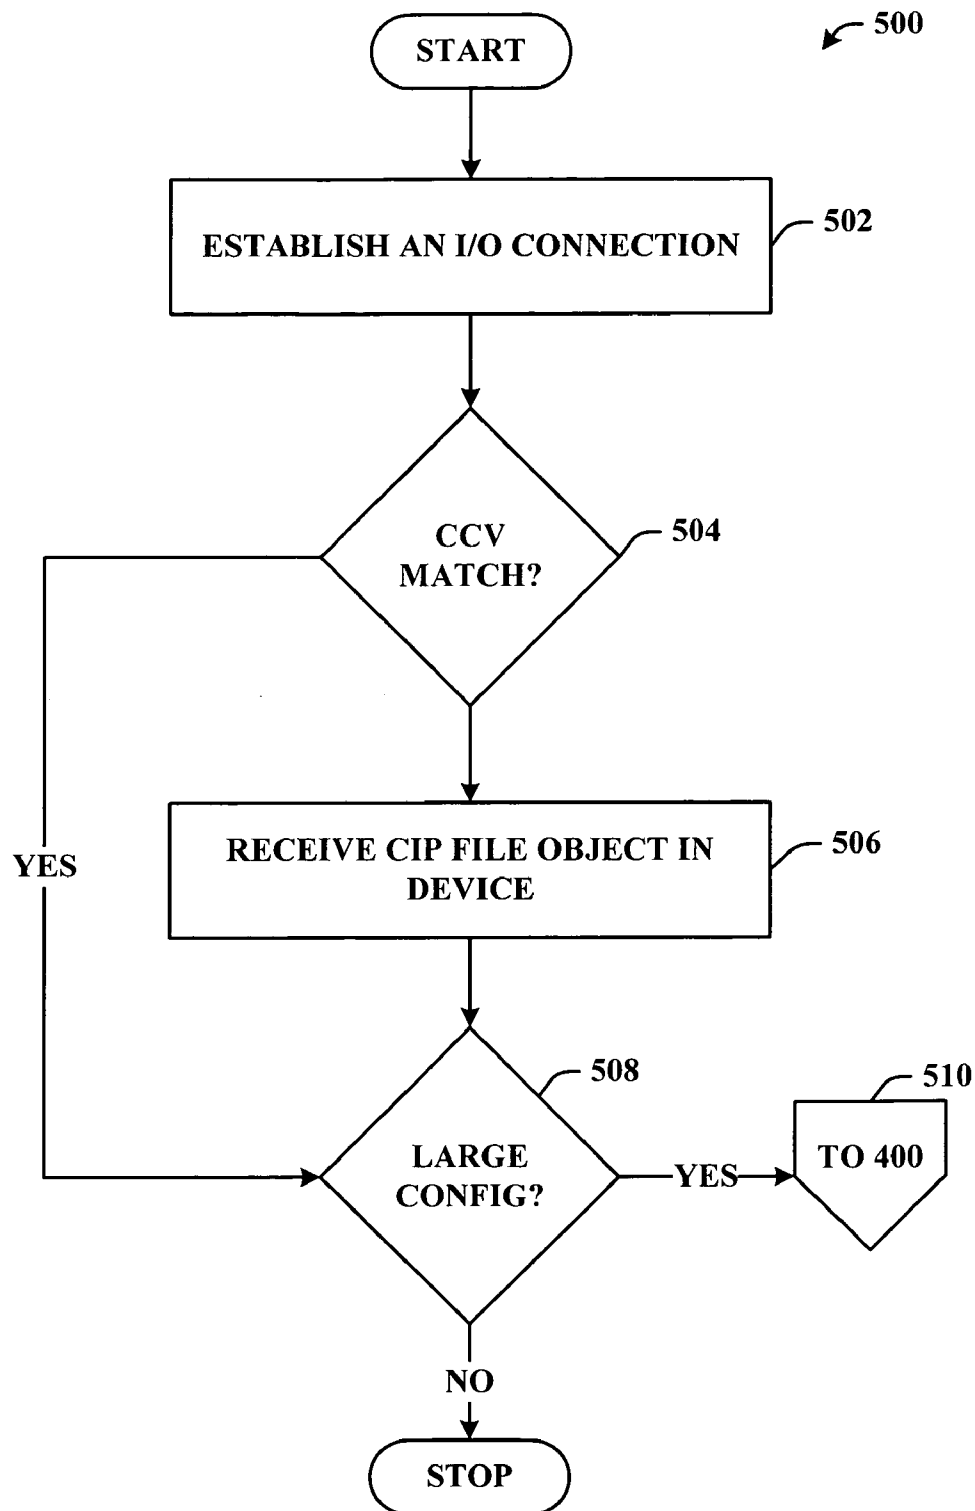 START
500
ESTABLISH AN I/O CONNECTION
502
CCV
MATCH?
504
YES
RECEIVE CIP FILE OBJECT IN
DEVICE
506
LARGE
CONFIG?
508
YES
TO 400
510
NO
STOP